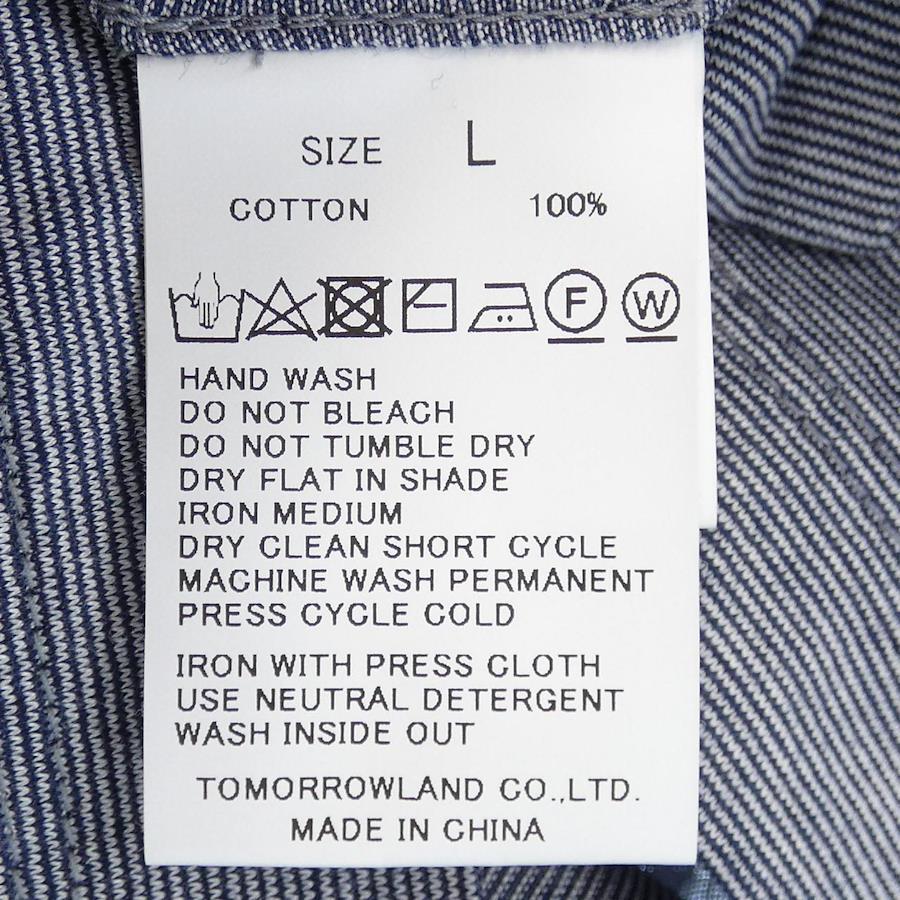 SIZE L
COTTON 100%
F W
HAND WASH
DO NOT BLEACH
DO NOT TUMBLE DRY
DRY FLAT IN SHADE
IRON MEDIUM
DRY CLEAN SHORT CYCLE
MACHINE WASH PERMANENT
PRESS CYCLE COLD
IRON WITH PRESS CLOTH
USE NEUTRAL DETERGENT
WASH INSIDE OUT
TOMORROWLAND CO.,LTD.
MADE IN CHINA